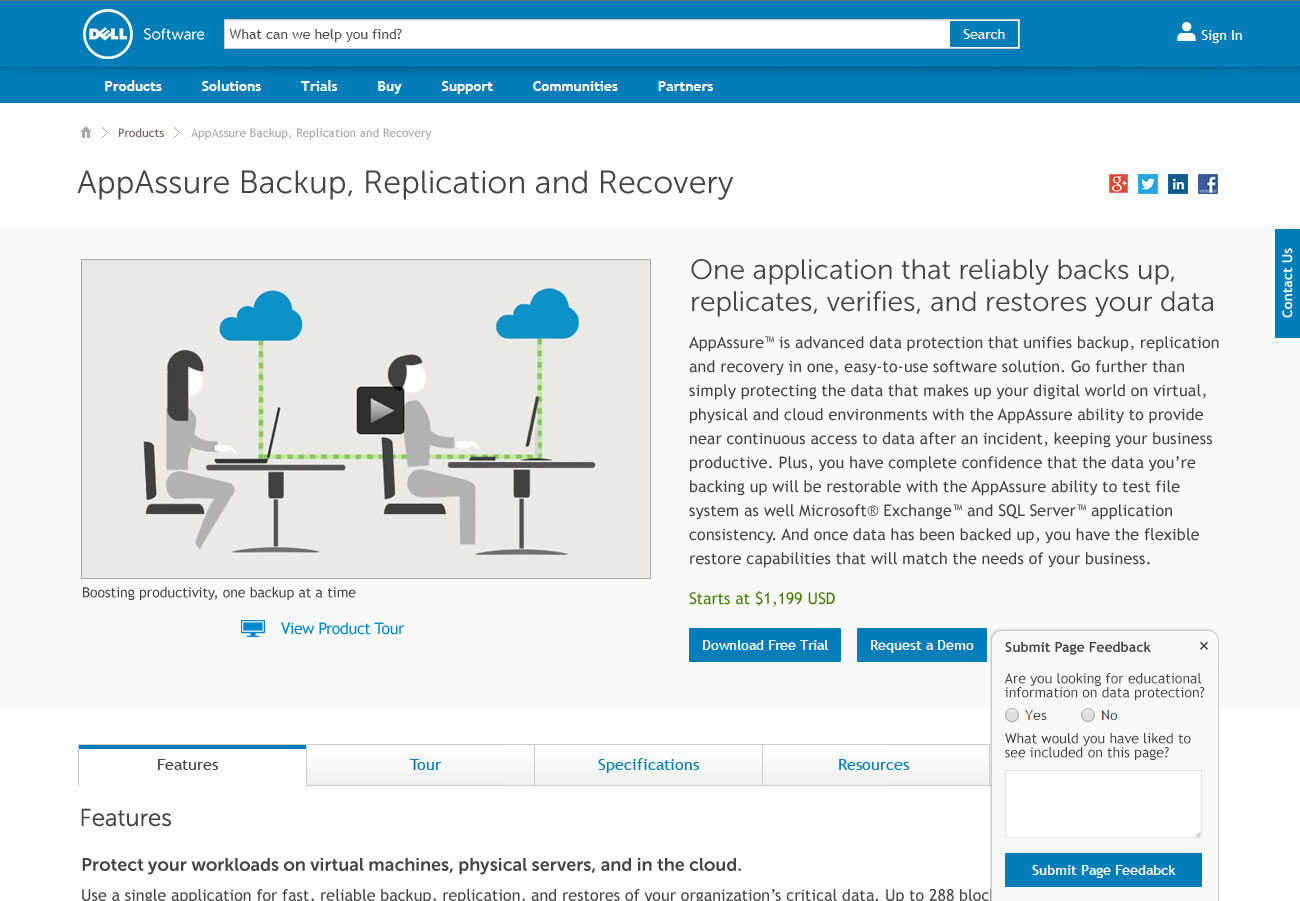 DELL Software
What can we help you find?
Search
Sign In
Products Solutions Trials Buy Support Communities Partners
Products AppAssure Backup, Replication and Recovery
AppAssure Backup, Replication and Recovery
8+ in f
Contact Us
One application that reliably backs up,
replicates, verifies, and restores your data
AppAssure™ is advanced data protection that unifies backup, replication
and recovery in one, easy-to-use software solution. Go further than
simply protecting the data that makes up your digital world on virtual,
physical and cloud environments with the AppAssure ability to provide
near continuous access to data after an incident, keeping your business
productive. Plus, you have complete confidence that the data you’re
backing up will be restorable with the AppAssure ability to test file
system as well Microsoft® Exchange™ and SQL Server™ application
consistency. And once data has been backed up, you have the flexible
restore capabilities that will match the needs of your business.
Boosting productivity, one backup at a time
View Product Tour
Starts at $1,199 USD
Download Free Trial Request a Demo
Submit Page Feedback ×
Are you looking for educational
information on data protection?
Yes No
What would you have liked to
see included on this page?
Submit Page Feedabck
Features Tour Specifications Resources
Features
Protect your workloads on virtual machines, physical servers, and in the cloud.
Use a single application for fast, reliable backup, replication, and restores of your organization’s critical data. Up to 288 bloc